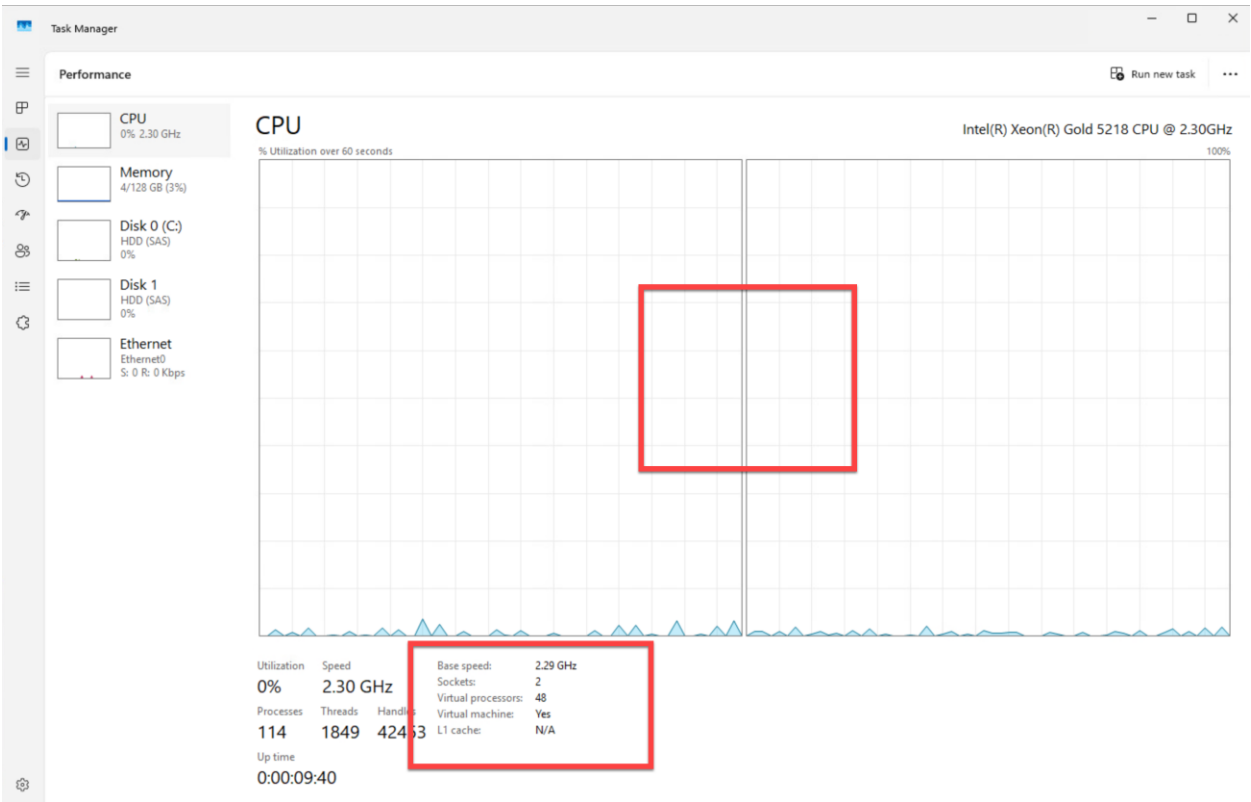 Task Manager
Performance
Run new task
CPU
0% 2.30 GHz
Memory
4/128 GB (3%)
Disk 0 (C:)
HDD (SAS)
0%
Disk 1
HDD (SAS)
0%
Ethernet
Ethernet0
S: 0 R: 0 Kbps
CPU
Intel(R) Xeon(R) Gold 5218 CPU @ 2.30GHz
% Utilization over 60 seconds
100%
Utilization Speed
0% 2.30 GHz
Processes Threads Handles
114 1849 42453
Up time
0:00:09:40
Base speed: 2.29 GHz
Sockets: 2
Virtual processors: 48
Virtual machine: Yes
L1 cache: N/A